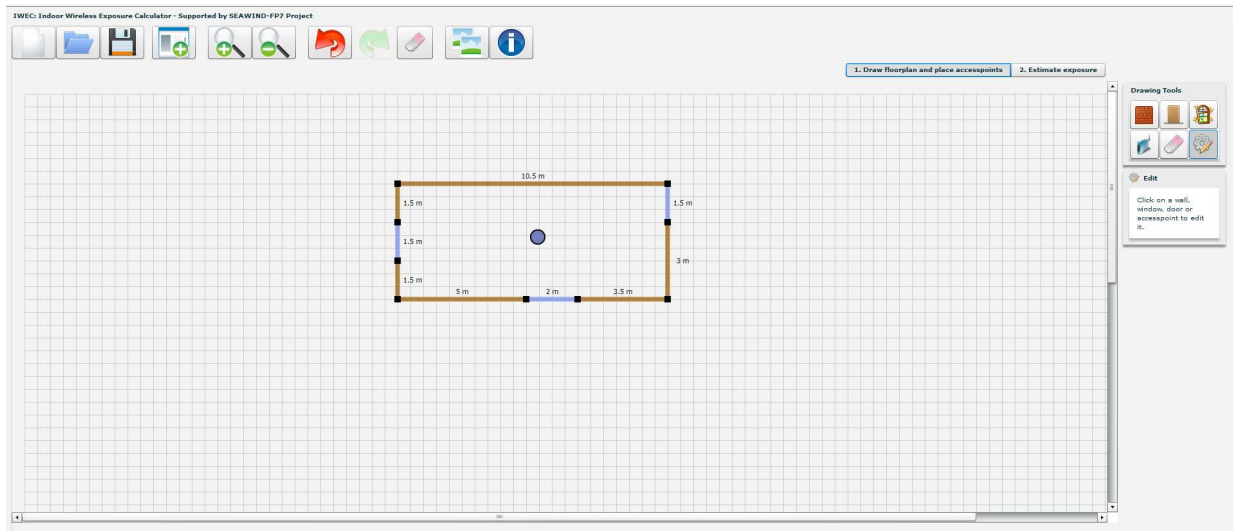 IWEC: Indoor Wireless Exposure Calculator - Supported by SEAWIND-FP7 Project
1. Draw floorplan and place accesspoints
2. Estimate exposure
Drawing Tools
Edit
Click on a wall,
window, door or
accesspoint to edit
it.
10.5 m
1.5 m
1.5 m
1.5 m
3 m
1.5 m
5 m
2 m
3.5 m